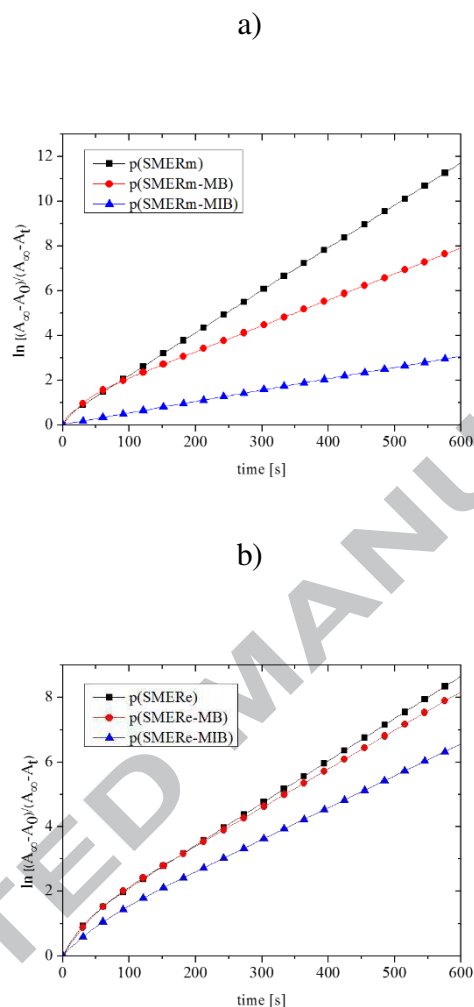 a)
12
10
8
6
4
2
0
ln [(A∞-A0)/(A∞-At)
p(SMERm)
p(SMERm-MB)
p(SMERm-MIB)
0 100 200 300 400 500 600
time [s]
b)
8
6
4
2
0
ln [(A∞-A0)/(A∞-At)
p(SMERe)
p(SMERe-MB)
p(SMERe-MIB)
0 100 200 300 400 500 600
time [s]
TED MANU